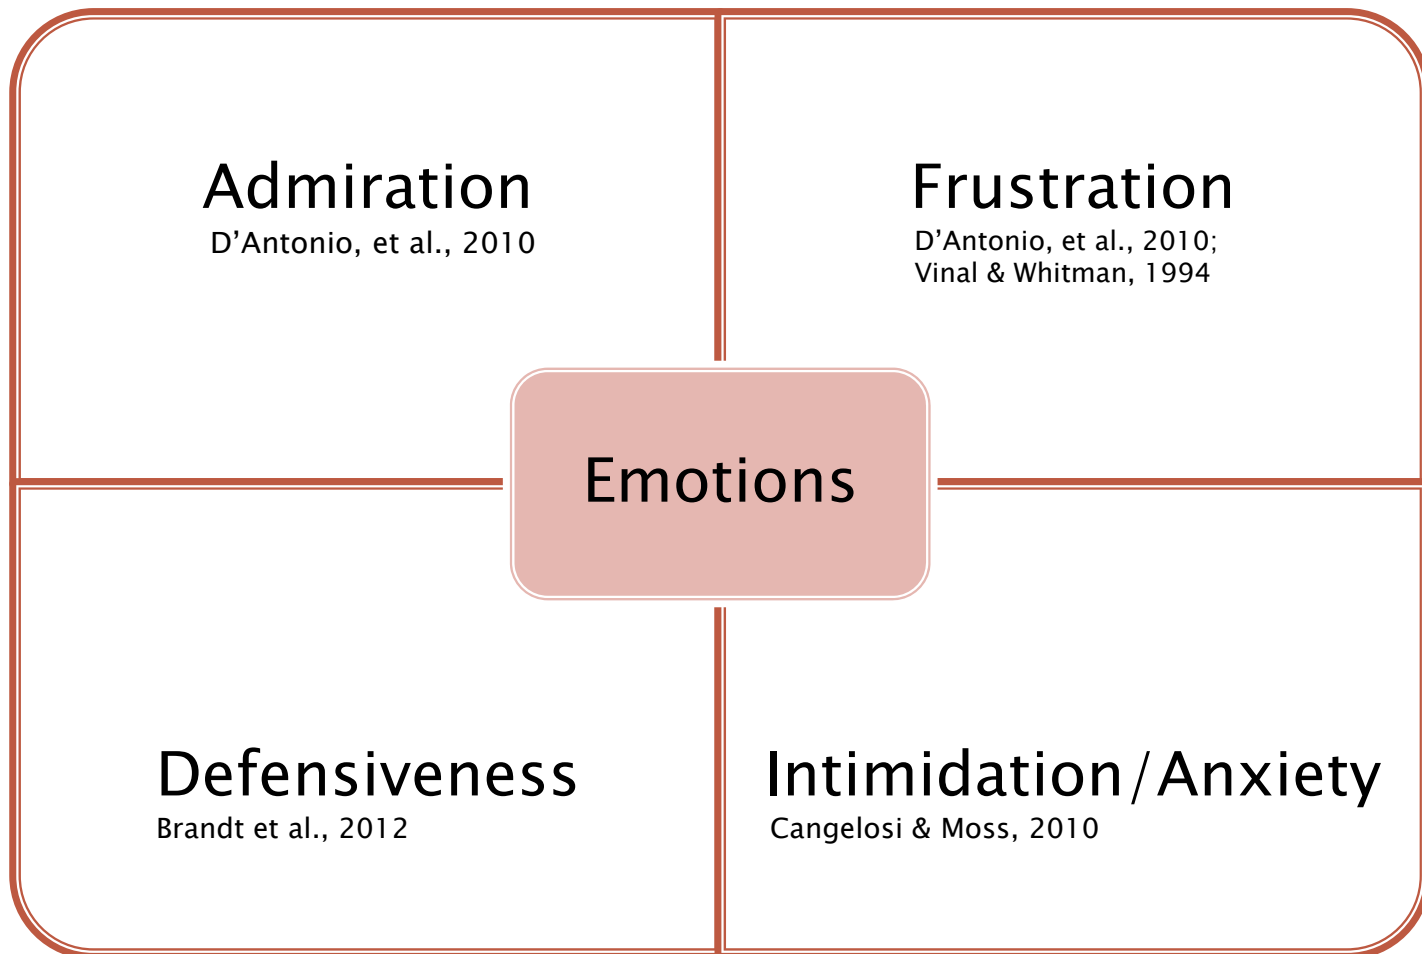 Admiration
D’Antonio, et al., 2010
Frustration
D’Antonio, et al., 2010;
Vinal & Whitman, 1994
Emotions
Defensiveness
Brandt et al., 2012
Intimidation/Anxiety
Cangelosi & Moss, 2010